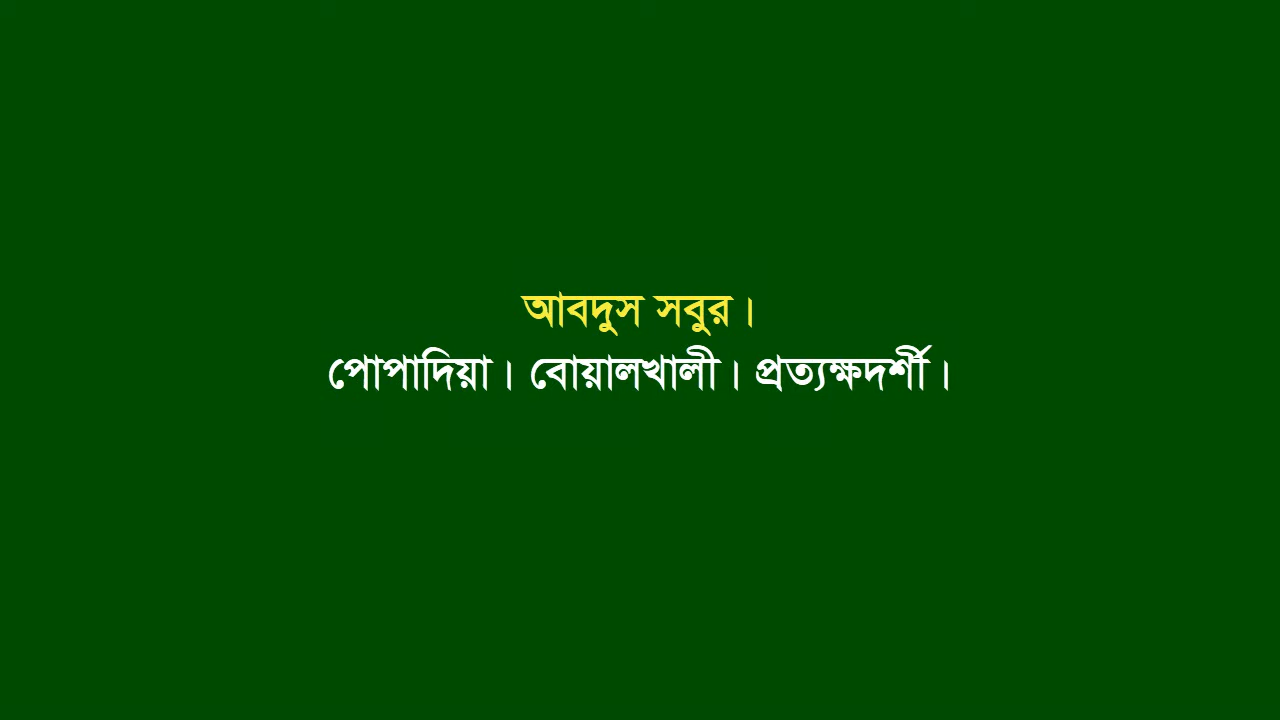 আবদুস সবুর।
পোপাদিয়া। বোয়ালখালী। প্রত্যক্ষদর্শী।